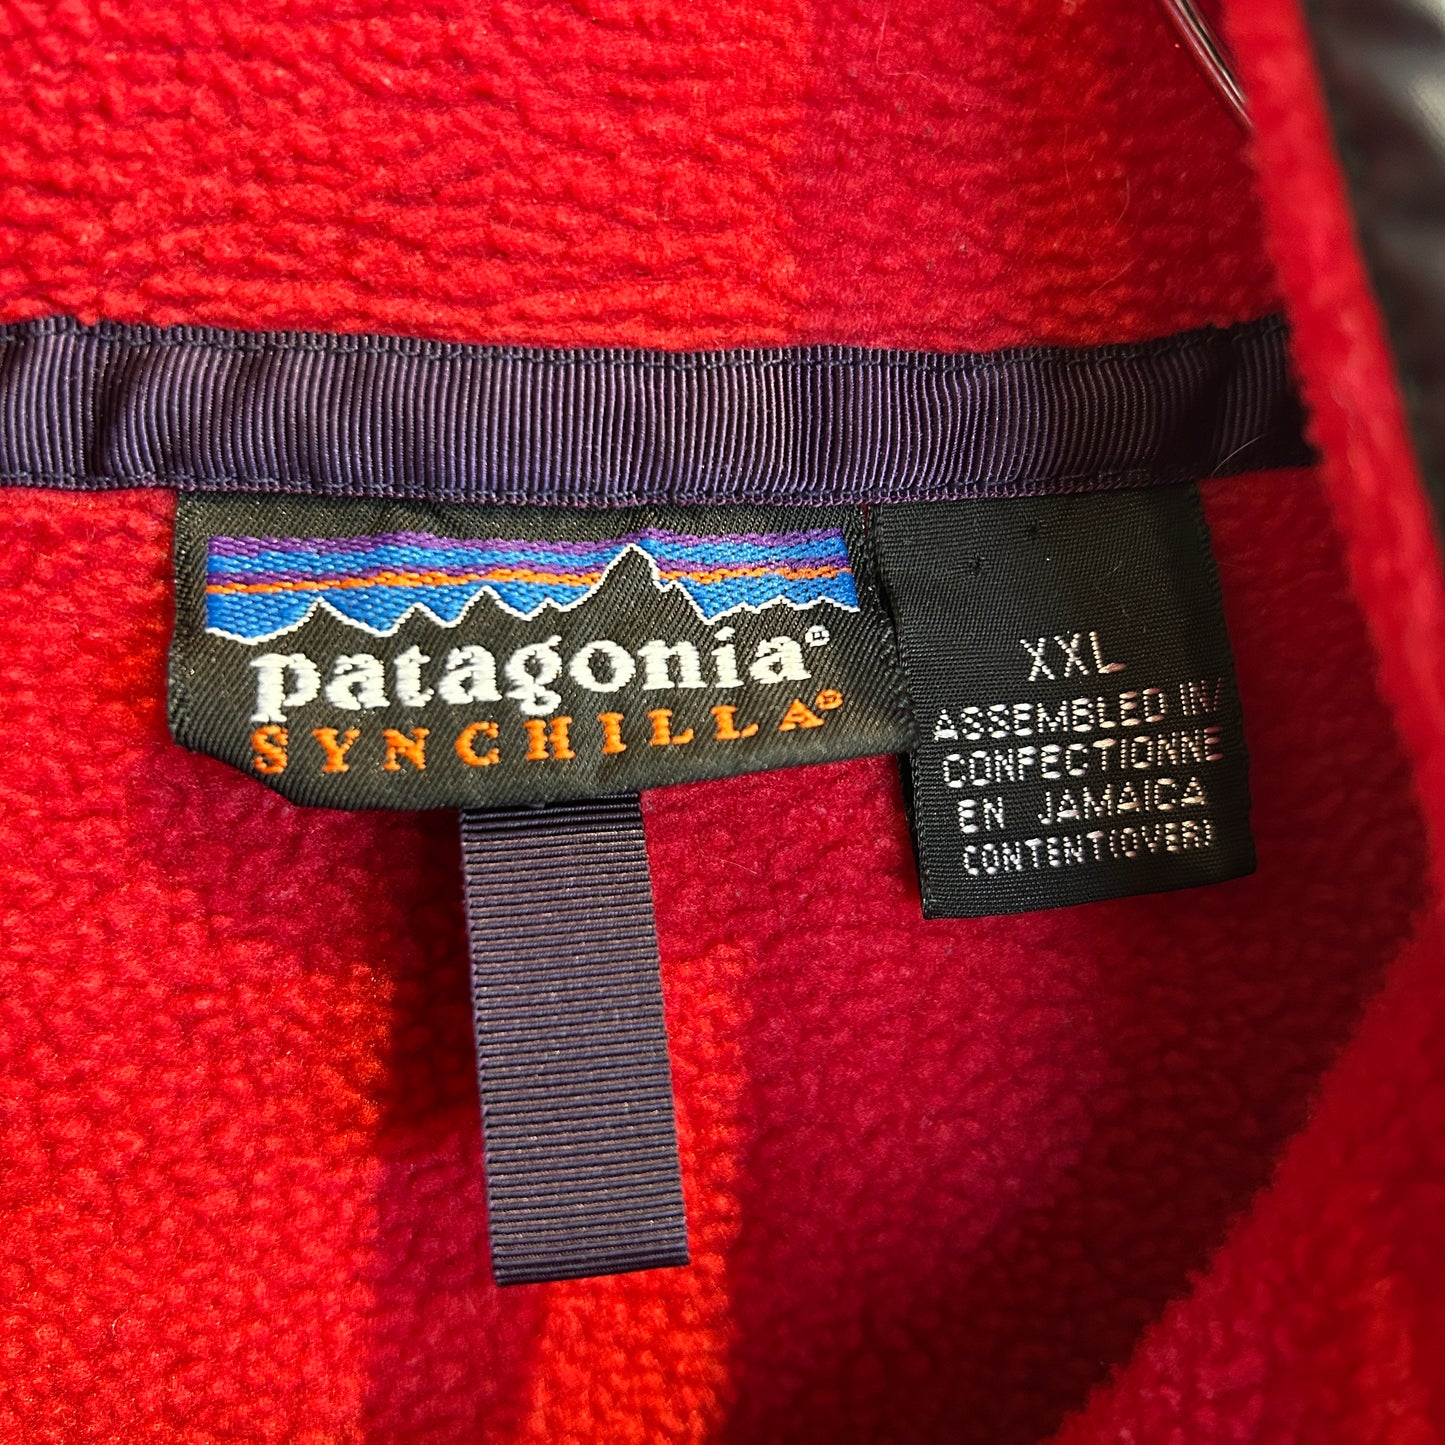 patagonia®
SYNCHILLA®
XXL
ASSEMBLED IN/
CONFECTIONNE
EN JAMAICA
CONTENT(OVER)